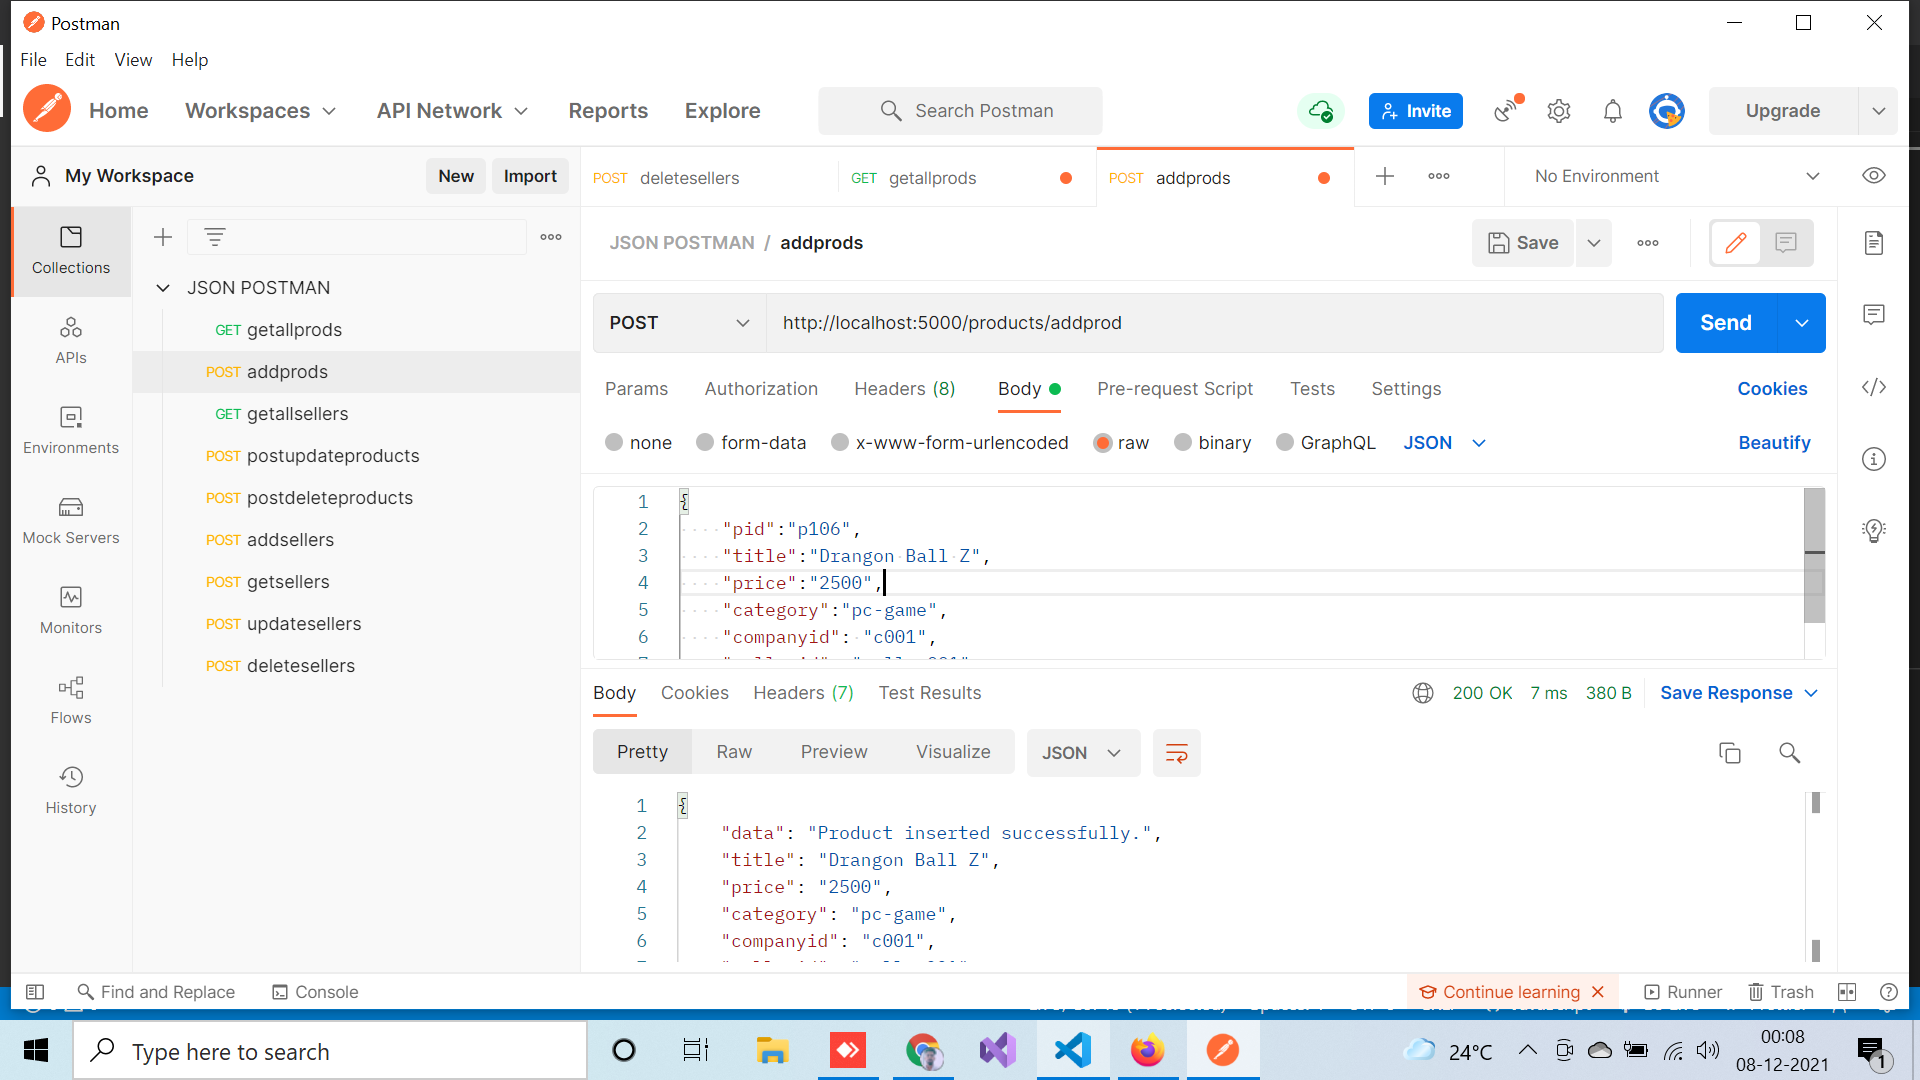 Postman
File Edit View Help
Home Workspaces API Network Reports Explore Search Postman Invite Upgrade
My Workspace New Import
POST deletesellers GET getallprods POST addprods No Environment
JSON POSTMAN / addprods Save
Collections
APIs
Environments
Mock Servers
Monitors
Flows
History
JSON POSTMAN
GET getallprods
POST addprods
GET getallsellers
POST postupdateproducts
POST postdeleteproducts
POST addsellers
POST getsellers
POST updatesellers
POST deletesellers
POST http://localhost:5000/products/addprod Send
Params Authorization Headers (8) Body Pre-request Script Tests Settings Cookies
none form-data x-www-form-urlencoded raw binary GraphQL JSON Beautify
1 {
2 "pid":"p106",
3 "title":"Drangon Ball Z",
4 "price":"2500",
5 "category":"pc-game",
6 "companyid": "c001",
Body Cookies Headers (7) Test Results 200 OK 7 ms 380 B Save Response
Pretty Raw Preview Visualize JSON
1 {
2 "data": "Product inserted successfully.",
3 "title": "Drangon Ball Z",
4 "price": "2500",
5 "category": "pc-game",
6 "companyid": "c001",
Find and Replace Console Continue learning Runner Trash
Type here to search 24°C 00:08
08-12-2021
1